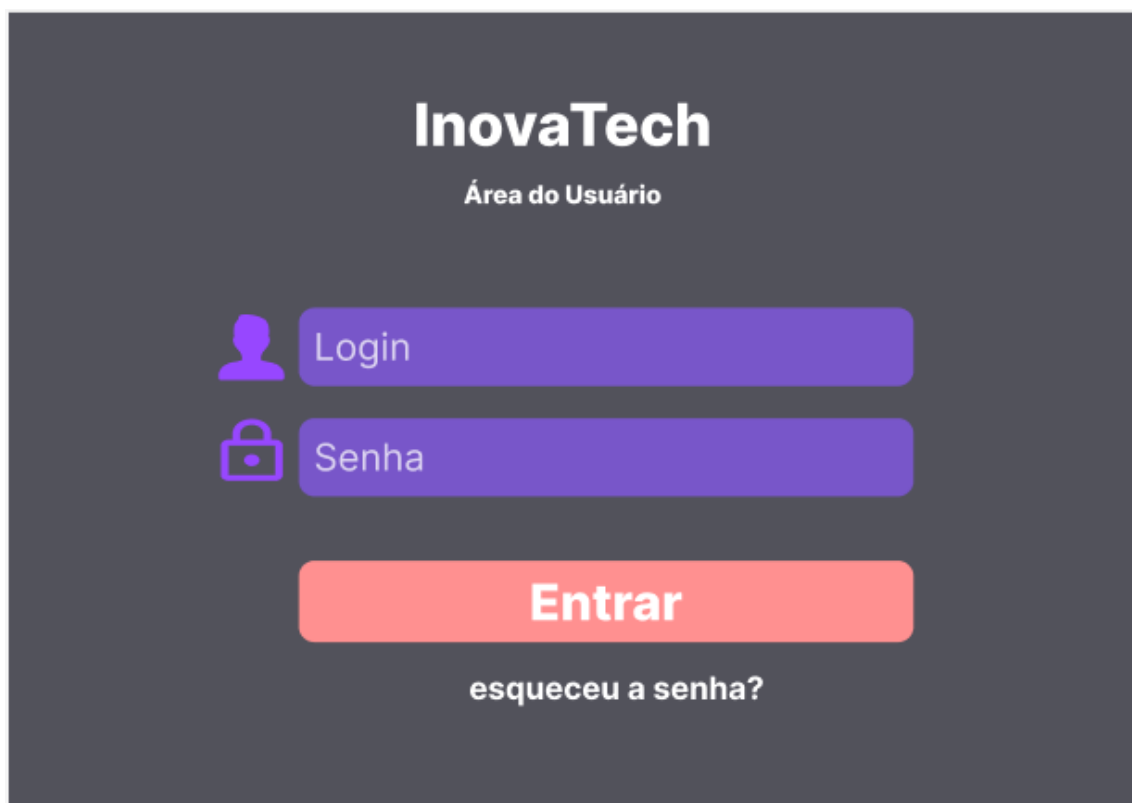 InovaTech
Área do Usuário
Login
Senha
Entrar
esqueceu a senha?